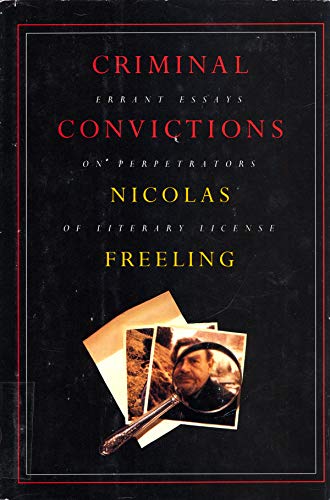 CRIMINAL
ERRANT ESSAYS
CONVICTIONS
ON PERPETRATORS
NICOLAS
OF LITERARY LICENSE
FREELING